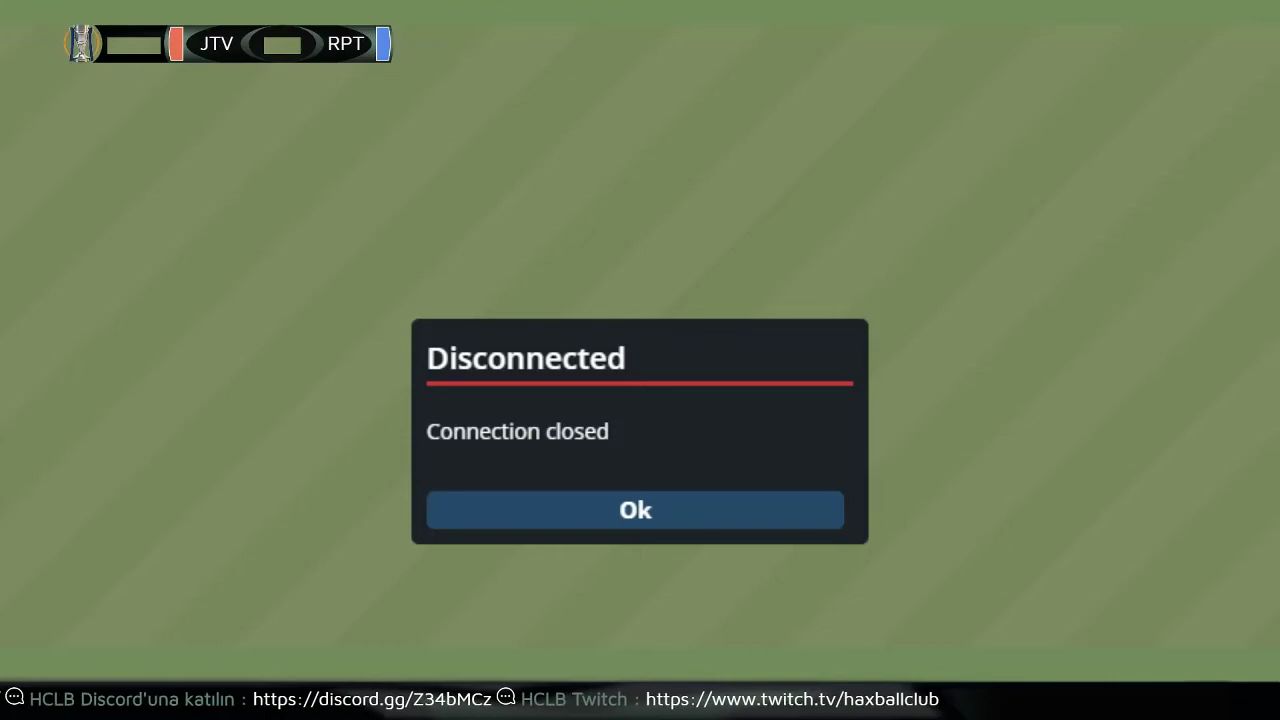 JTV RPT
Disconnected
Connection closed
Ok
HCLB Discord'una katılın : https://discord.gg/Z34bMCz HCLB Twitch : https://www.twitch.tv/haxballclub